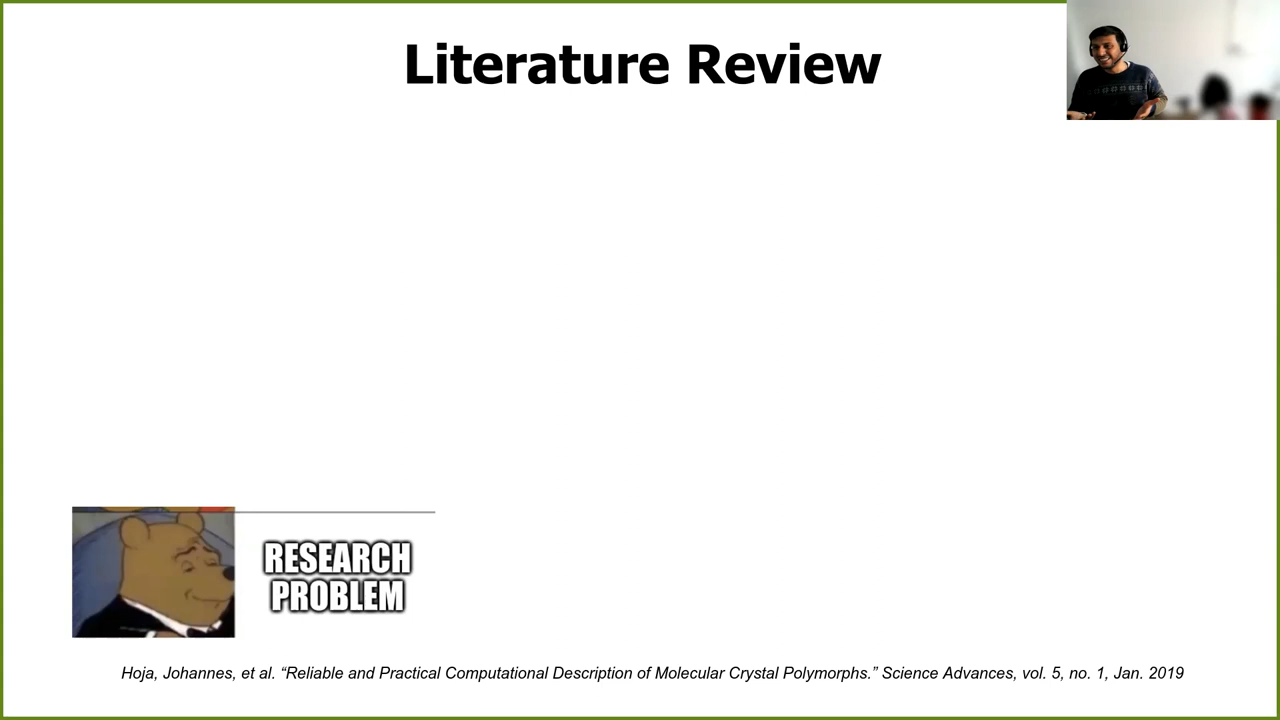 Literature Review
RESEARCH
PROBLEM
Hoja, Johannes, et al. “Reliable and Practical Computational Description of Molecular Crystal Polymorphs.” Science Advances, vol. 5, no. 1, Jan. 2019